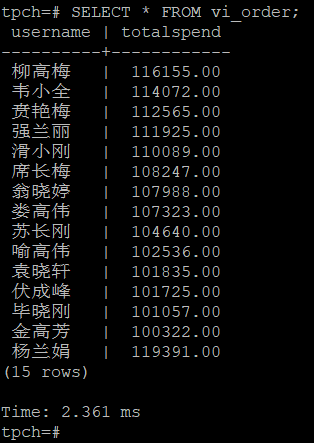 tpch=# SELECT * FROM vi_order;
username | totalspend
----------+------------
柳高梅 | 116155.00
韦小全 | 114072.00
贲艳梅 | 112565.00
强兰丽 | 111925.00
滑小刚 | 110089.00
席长梅 | 108247.00
翁晓婷 | 107988.00
娄高伟 | 107323.00
苏长刚 | 104640.00
喻高伟 | 102536.00
袁晓轩 | 101835.00
伏成峰 | 101725.00
毕晓刚 | 101057.00
金高芳 | 100322.00
杨兰娟 | 119391.00
(15 rows)
Time: 2.361 ms
tpch=#